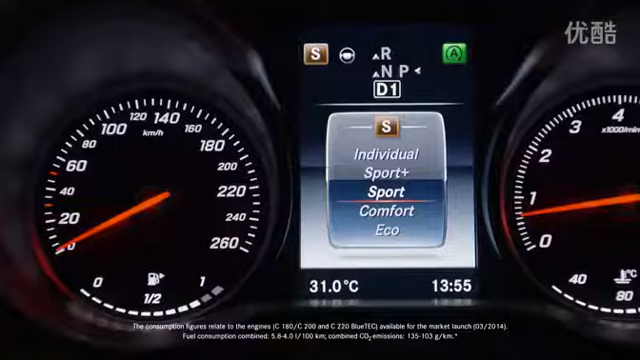 优酷
S R
N P
D1
S
Individual
Sport+
Sport
Comfort
Eco
31.0°C 13:55
0 20 40 60 80 100 120 140 160 180 200 220 240 260
km/h
0 1/2 1
0 1 2 3 4
x1000/min
40 80
°C
The consumption figures relate to the engines (C 180/C 200 and C 220 BlueTEC) available for the market launch (03/2014).
Fuel consumption combined: 5.8-4.0 l/100 km; combined CO₂ emissions: 135-103 g/km.*